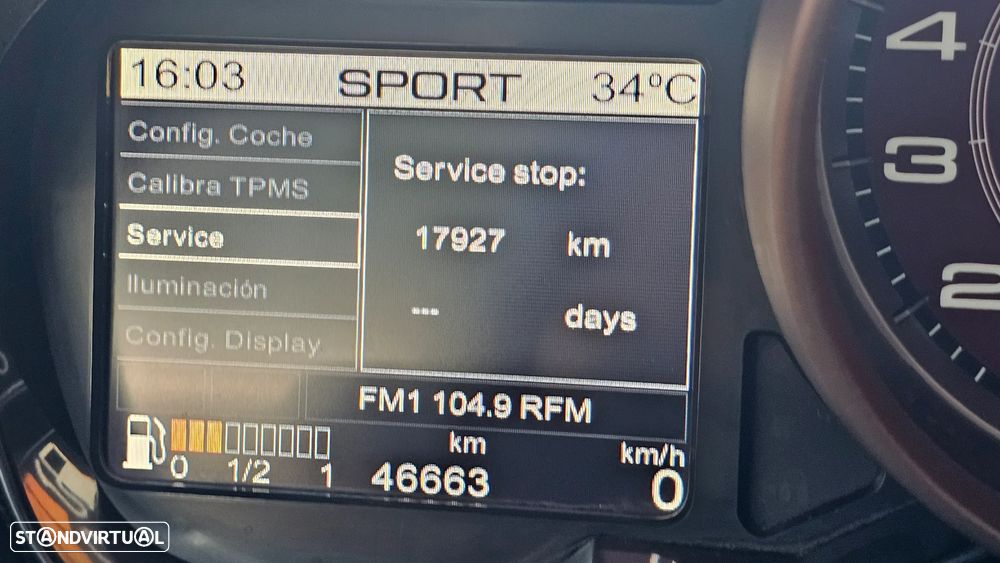 16:03 SPORT 34ºC
Config. Coche
Calibra TPMS
Service
Iluminación
Config. Display
Service stop:
17927 km
--- days
FM1 104.9 RFM
0 1/2 1
km
46663
km/h
0
4
3
2
STANDVIRTUAL